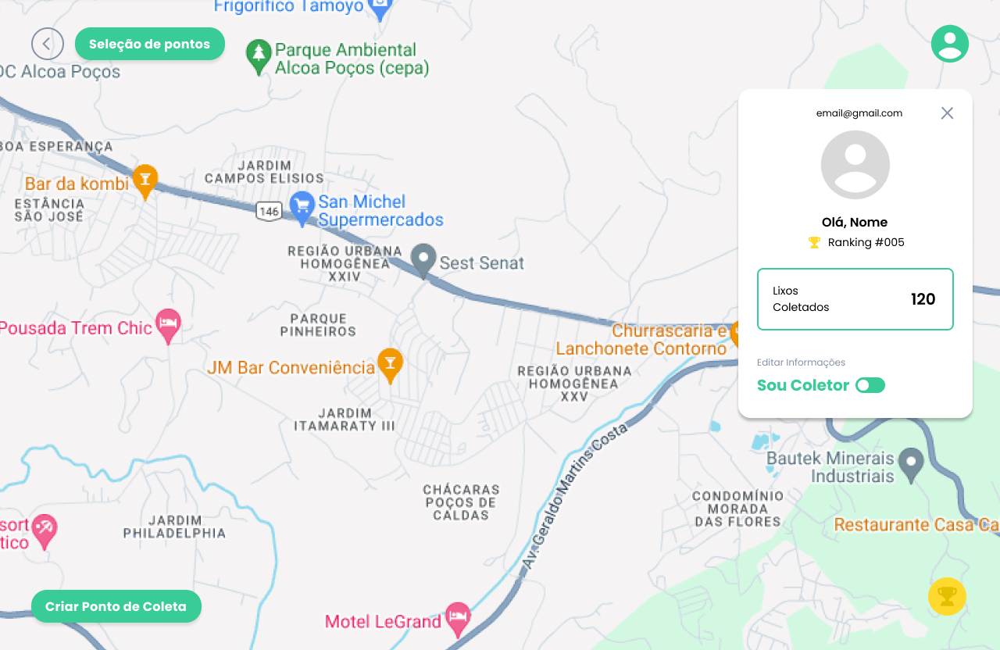 Frigorífico Tamoyo
Seleção de pontos
Parque Ambiental
Alcoa Poços (cepa)
OC Alcoa Poços
email@gmail.com
BOA ESPERANÇA
JARDIM
CAMPOS ELISIOS
Bar da kombi
ESTÂNCIA
SÃO JOSÉ
146
San Michel
Supermercados
Olá, Nome
Ranking #005
REGIÃO URBANA
HOMOGÊNEA
XXIV
Sest Senat
Lixos
Coletados
120
Pousada Trem Chic
PARQUE
PINHEIROS
Churrascaria e
Lanchonete Contorno
JM Bar Conveniência
REGIÃO URBANA
HOMOGÊNEA
XXV
Editar Informações
Sou Coletor
JARDIM
ITAMARATY III
Av. Geraldo Martins Costa
Bautek Minerais
Industriais
CHÁCARAS
POÇOS DE
CALDAS
CONDOMÍNIO
MORADA
DAS FLORES
JARDIM
PHILADELPHIA
sort
tico
Restaurante Casa Ca
Criar Ponto de Coleta
Motel LeGrand